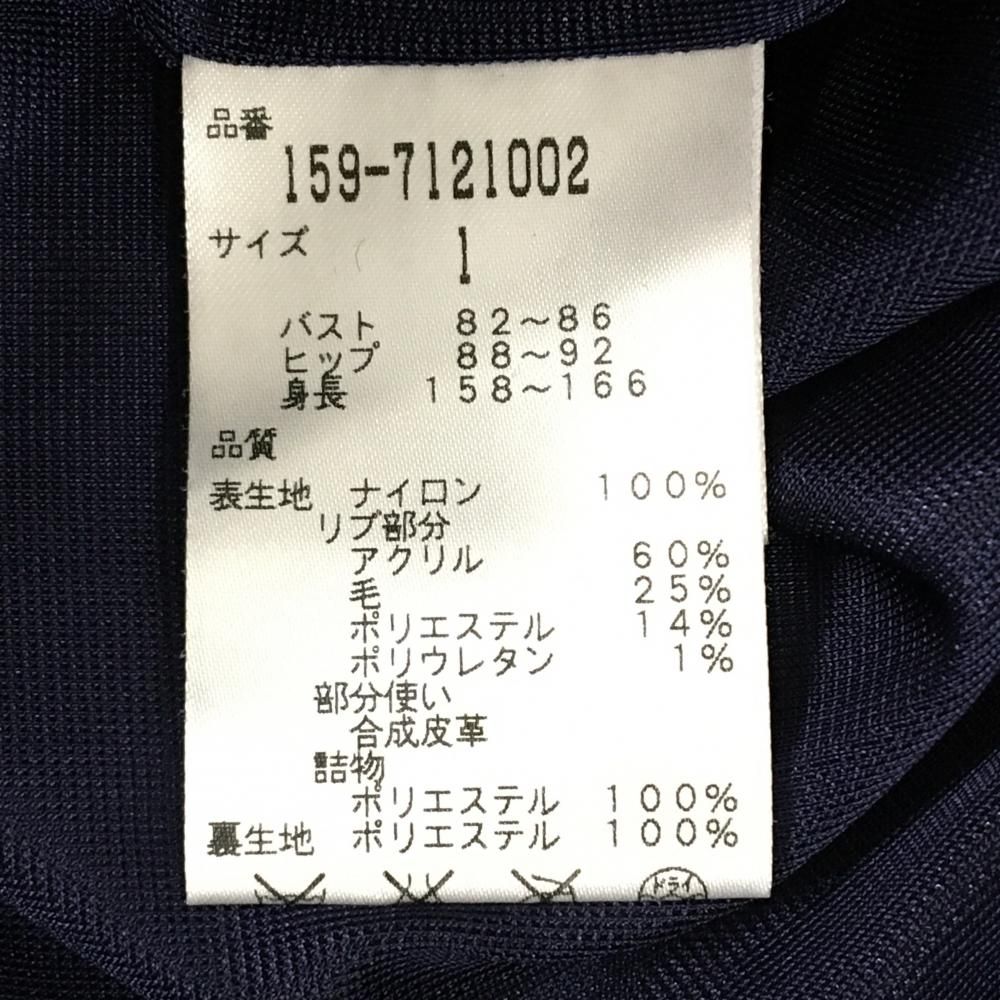 品番
159-7121002
サイズ 1
バスト 82～86
ヒップ 88～92
身長 158～166
品質
表生地 ナイロン 100%
リブ部分
アクリル 60%
毛 25%
ポリエステル 14%
ポリウレタン 1%
部分使い
合成皮革
詰物
ポリエステル 100%
裏生地 ポリエステル 100%
ドライ